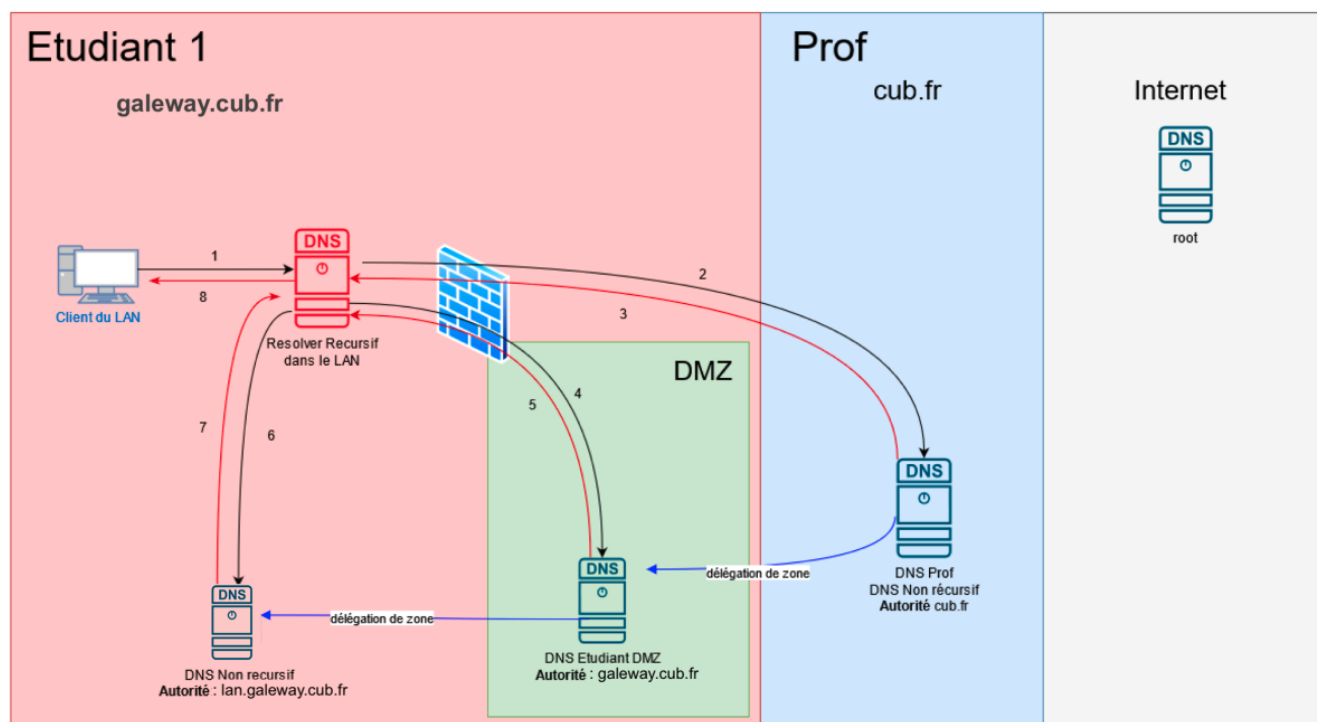 Etudiant 1
galeway.cub.fr
Prof
cub.fr
Internet
DNS
root
DNS
1
8
Client du LAN
Resolver Recursif
dans le LAN
2
3
DMZ
4
5
7
6
DNS
DNS Prof
DNS Non récursif
Autorité cub.fr
délégation de zone
DNS
DNS Etudiant DMZ
Autorité : galeway.cub.fr
délégation de zone
DNS
DNS Non recursif
Autorité : lan.galeway.cub.fr